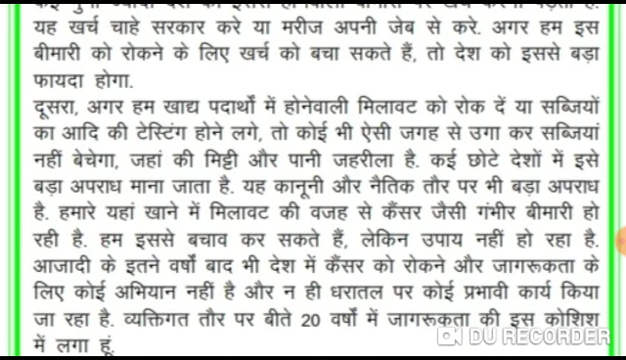 यह खर्च चाहे सरकार करे या मरीज अपनी जेब से करे. अगर हम इस
बीमारी को रोकने के लिए खर्च को बचा सकते हैं, तो देश को इससे बड़ा
फायदा होगा.
दूसरा, अगर हम खाद्य पदार्थों में होनेवाली मिलावट को रोक दें या सब्जियों
का आदि की टेस्टिंग होने लगे, तो कोई भी ऐसी जगह से उगा कर सब्जियां
नहीं बेचेगा, जहां की मिट्टी और पानी जहरीला है. कई छोटे देशों में इसे
बड़ा अपराध माना जाता है. यह कानूनी और नैतिक तौर पर भी बड़ा अपराध
है. हमारे यहां खाने में मिलावट की वजह से कैंसर जैसी गंभीर बीमारी हो
रही है. हम इससे बचाव कर सकते हैं, लेकिन उपाय नहीं हो रहा है.
आजादी के इतने वर्षों बाद भी देश में कैंसर को रोकने और जागरूकता के
लिए कोई अभियान नहीं है और न ही धरातल पर कोई प्रभावी कार्य किया
जा रहा है. व्यक्तिगत तौर पर बीते 20 वर्षों में जागरूकता की इस कोशिश
में लगा हूं.
DU RECORDER